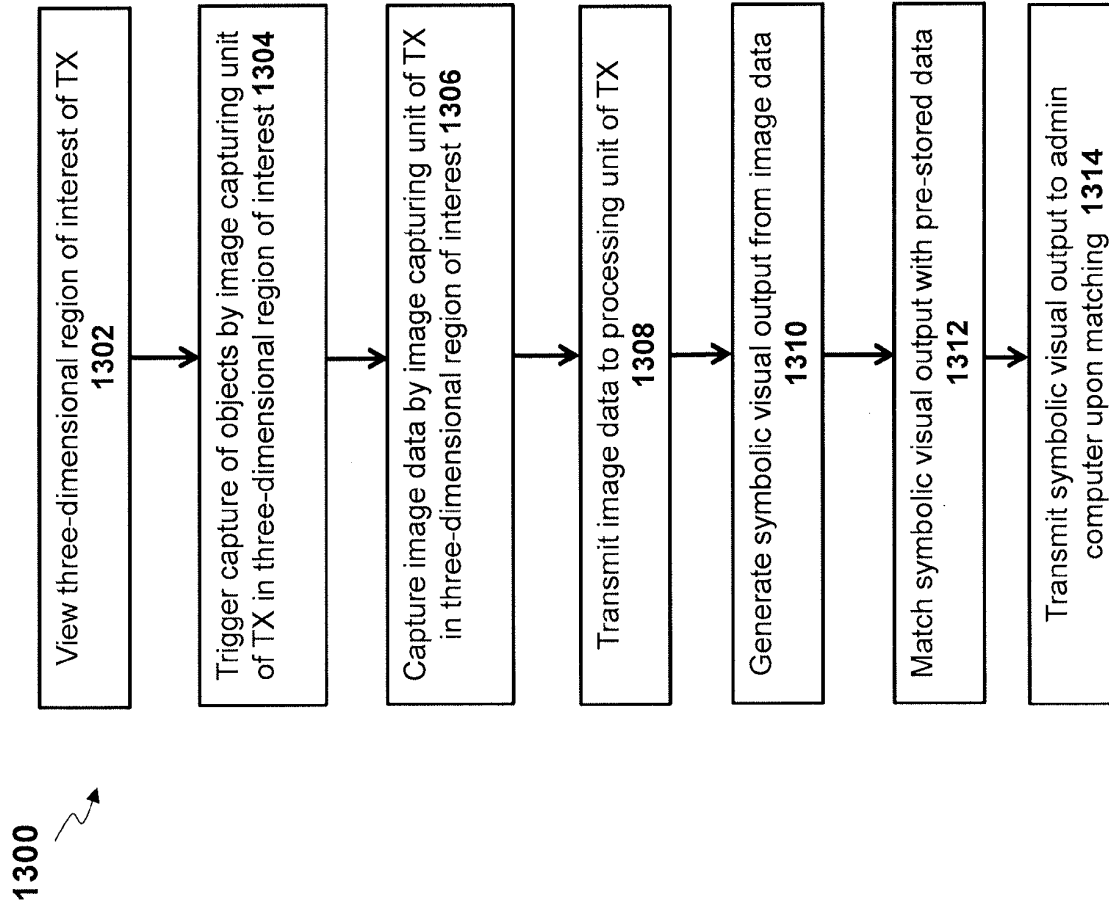 1300
View three-dimensional region of interest of TX
1302
Trigger capture of objects by image capturing unit
of TX in three-dimensional region of interest 1304
Capture image data by image capturing unit of TX
in three-dimensional region of interest 1306
Transmit image data to processing unit of TX
1308
Generate symbolic visual output from image data
1310
Match symbolic visual output with pre-stored data
1312
Transmit symbolic visual output to admin
computer upon matching 1314